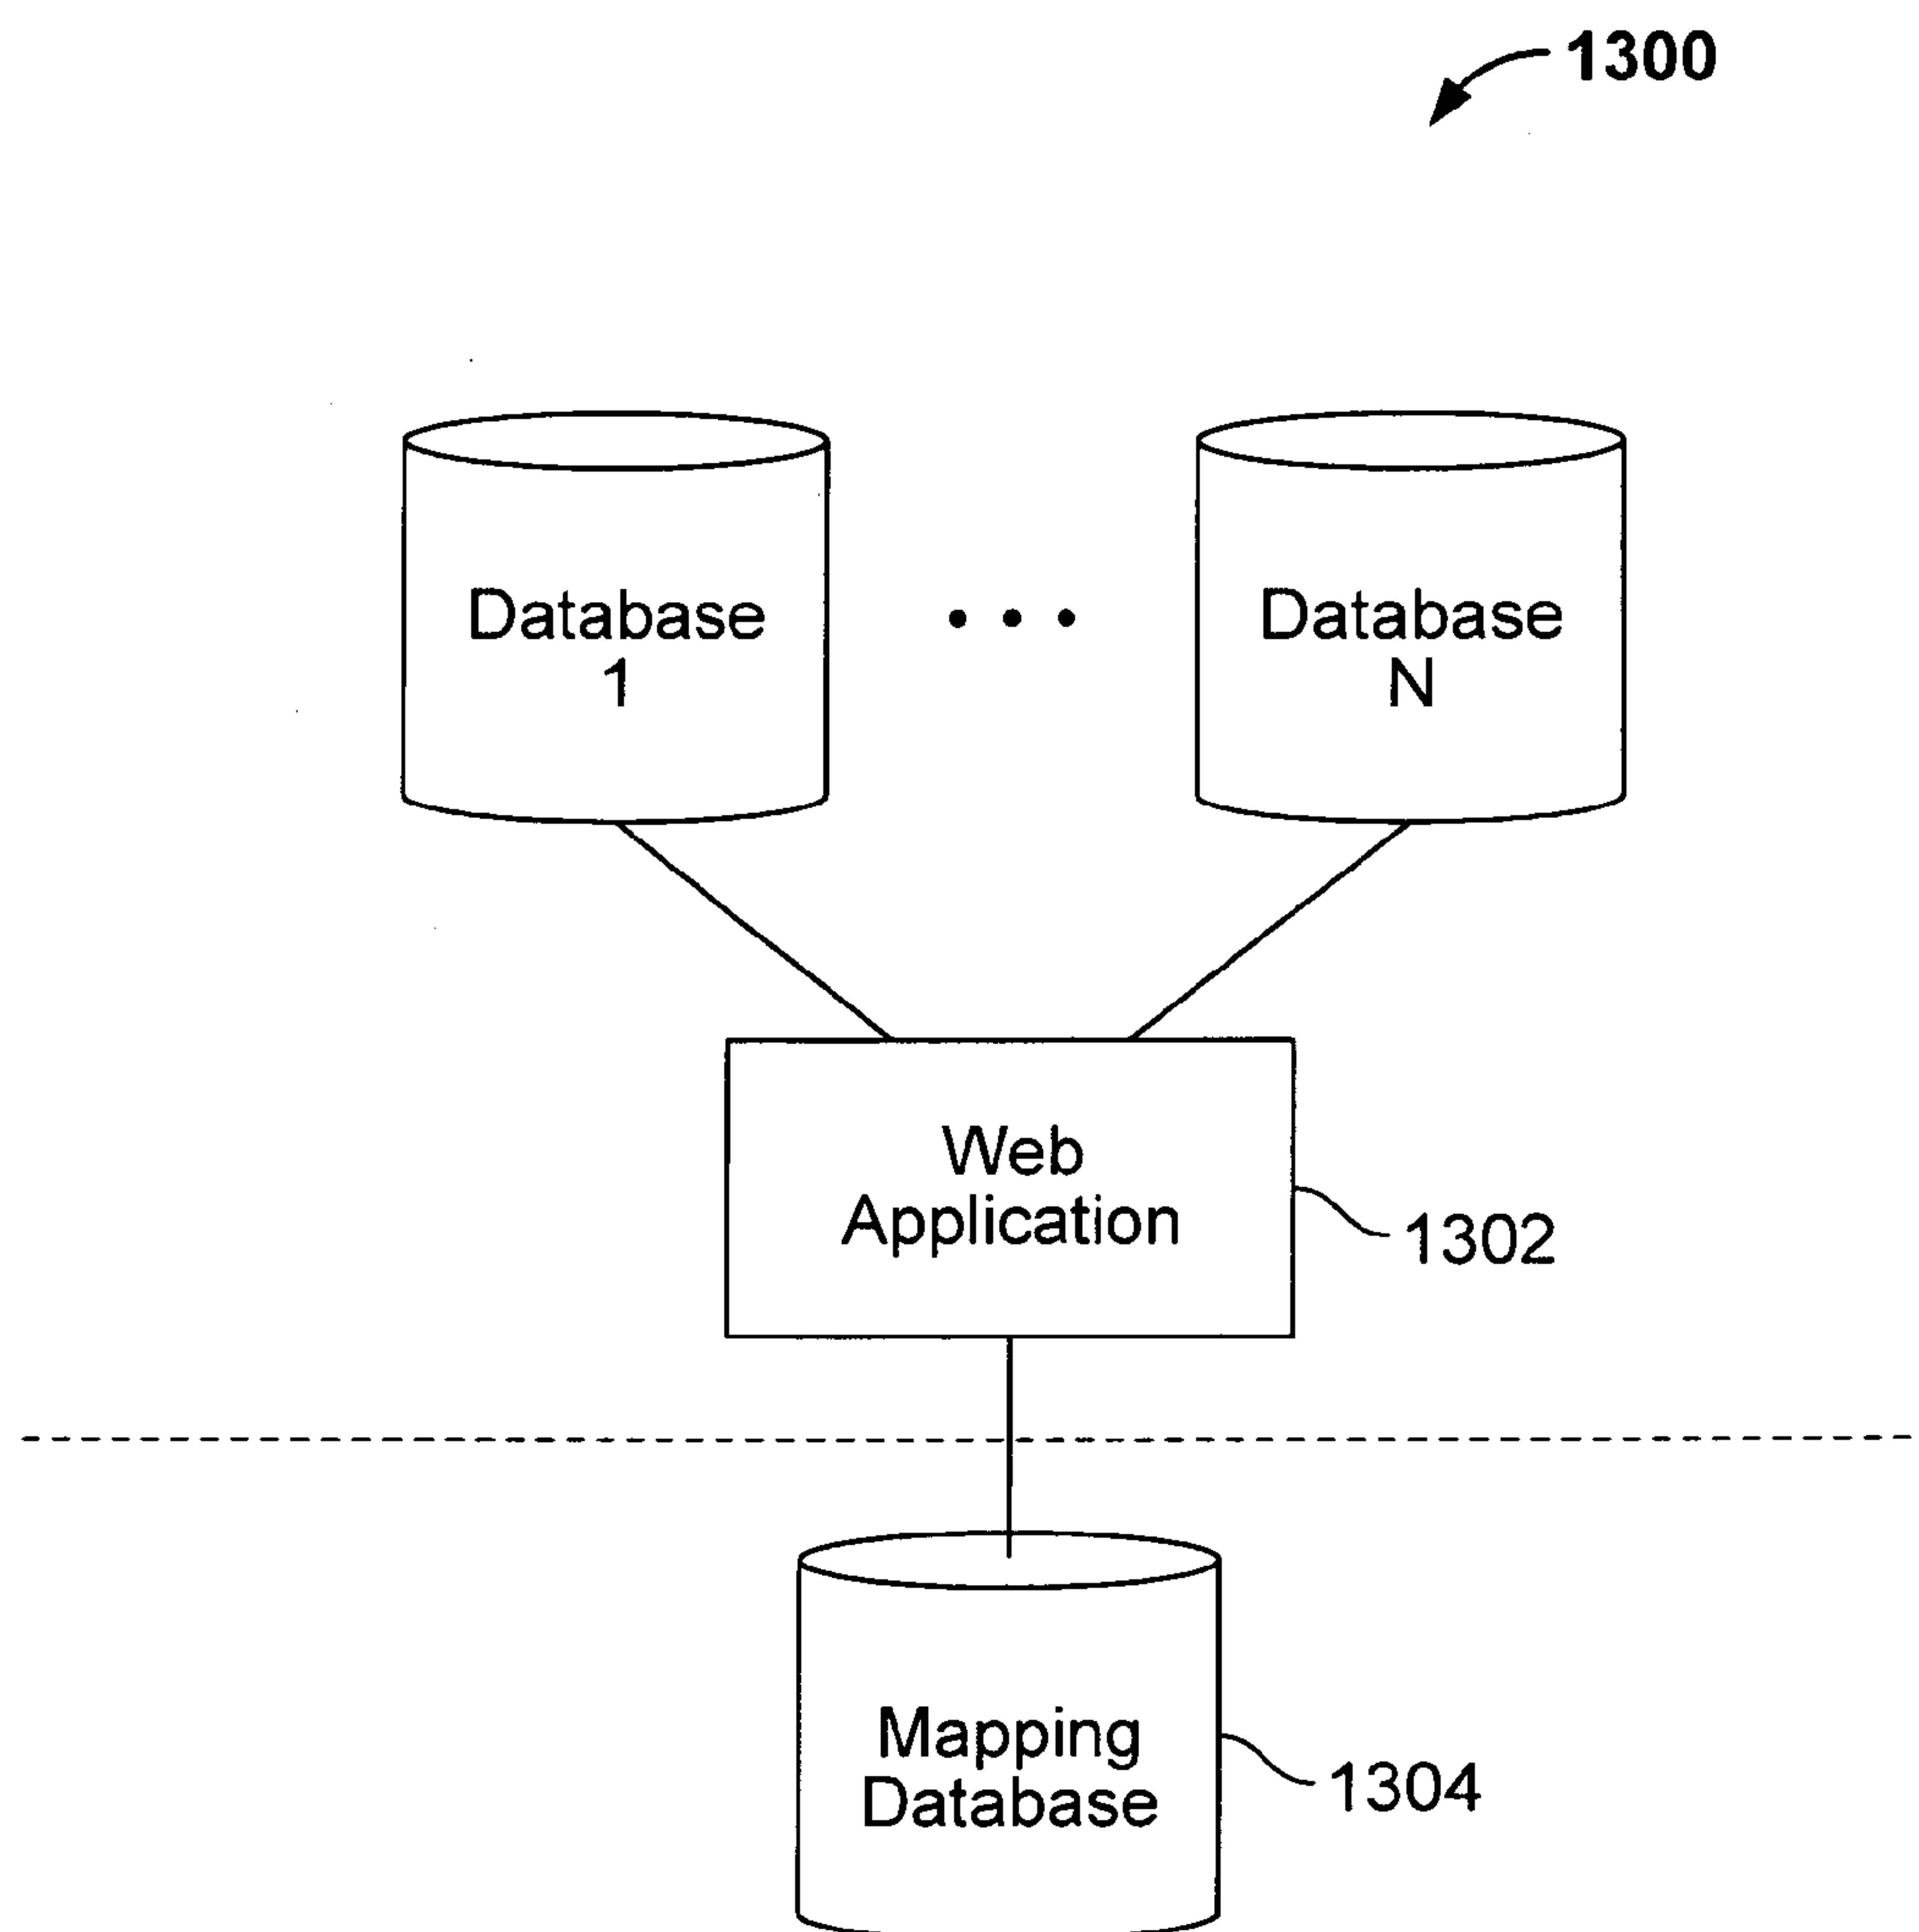 1300
Database
1
Database
N
Web
Application
1302
Mapping
Database
1304